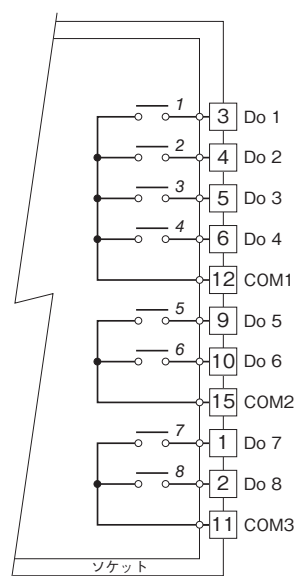 1 3 Do 1
2 4 Do 2
3 5 Do 3
4 6 Do 4
12 COM1
5 9 Do 5
6 10 Do 6
15 COM2
7 1 Do 7
8 2 Do 8
11 COM3
ソケット